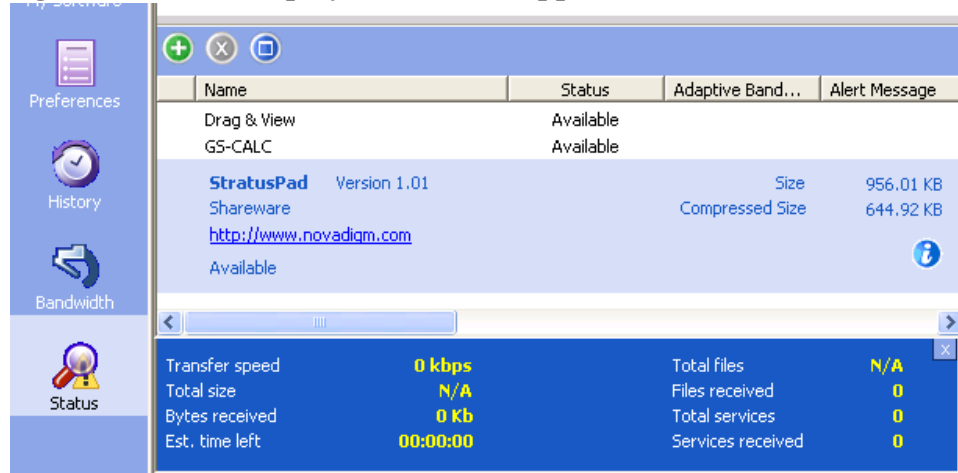 My Software
Preferences
History
Bandwidth
Status
Name Status Adaptive Band... Alert Message
Drag & View Available
GS-CALC Available
StratusPad Version 1.01 Size 956.01 KB
Shareware Compressed Size 644.92 KB
http://www.novadigm.com
Available
Transfer speed 0 kbps Total files N/A
Total size N/A Files received 0
Bytes received 0 Kb Total services 0
Est. time left 00:00:00 Services received 0